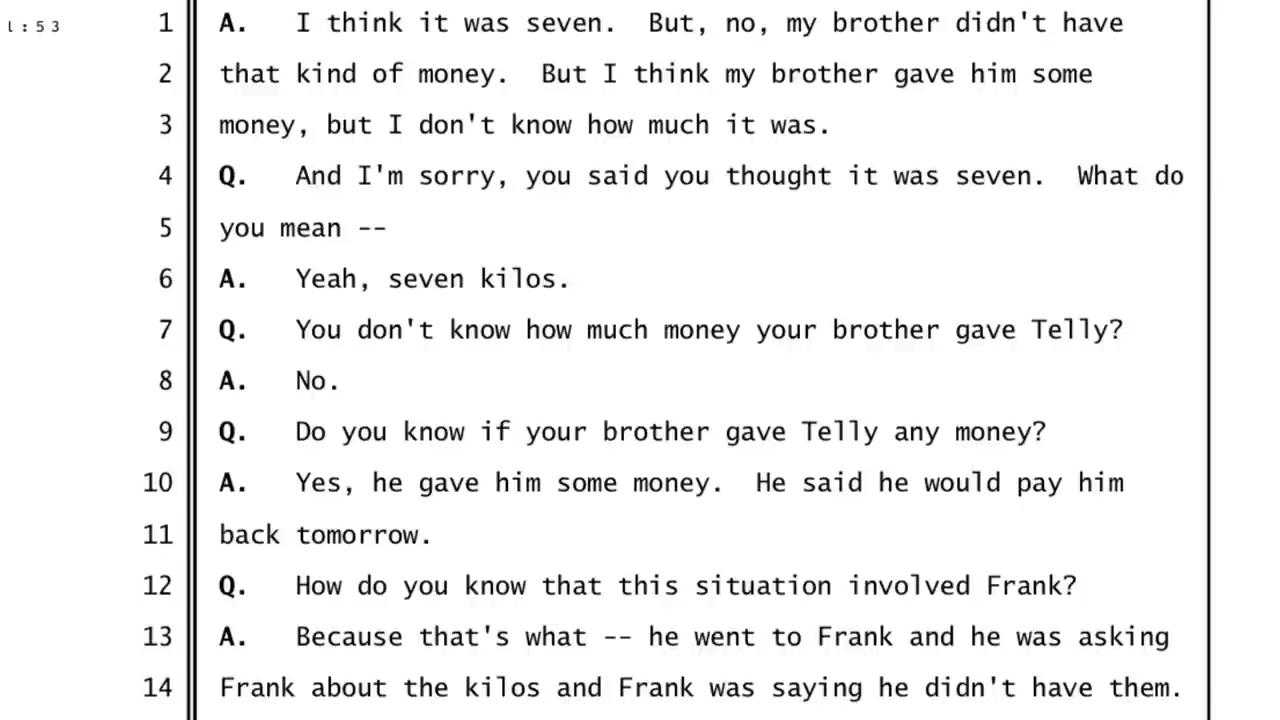 1:53
1 A. I think it was seven. But, no, my brother didn't have
2 that kind of money. But I think my brother gave him some
3 money, but I don't know how much it was.
4 Q. And I'm sorry, you said you thought it was seven. What do
5 you mean --
6 A. Yeah, seven kilos.
7 Q. You don't know how much money your brother gave Telly?
8 A. No.
9 Q. Do you know if your brother gave Telly any money?
10 A. Yes, he gave him some money. He said he would pay him
11 back tomorrow.
12 Q. How do you know that this situation involved Frank?
13 A. Because that's what -- he went to Frank and he was asking
14 Frank about the kilos and Frank was saying he didn't have them.